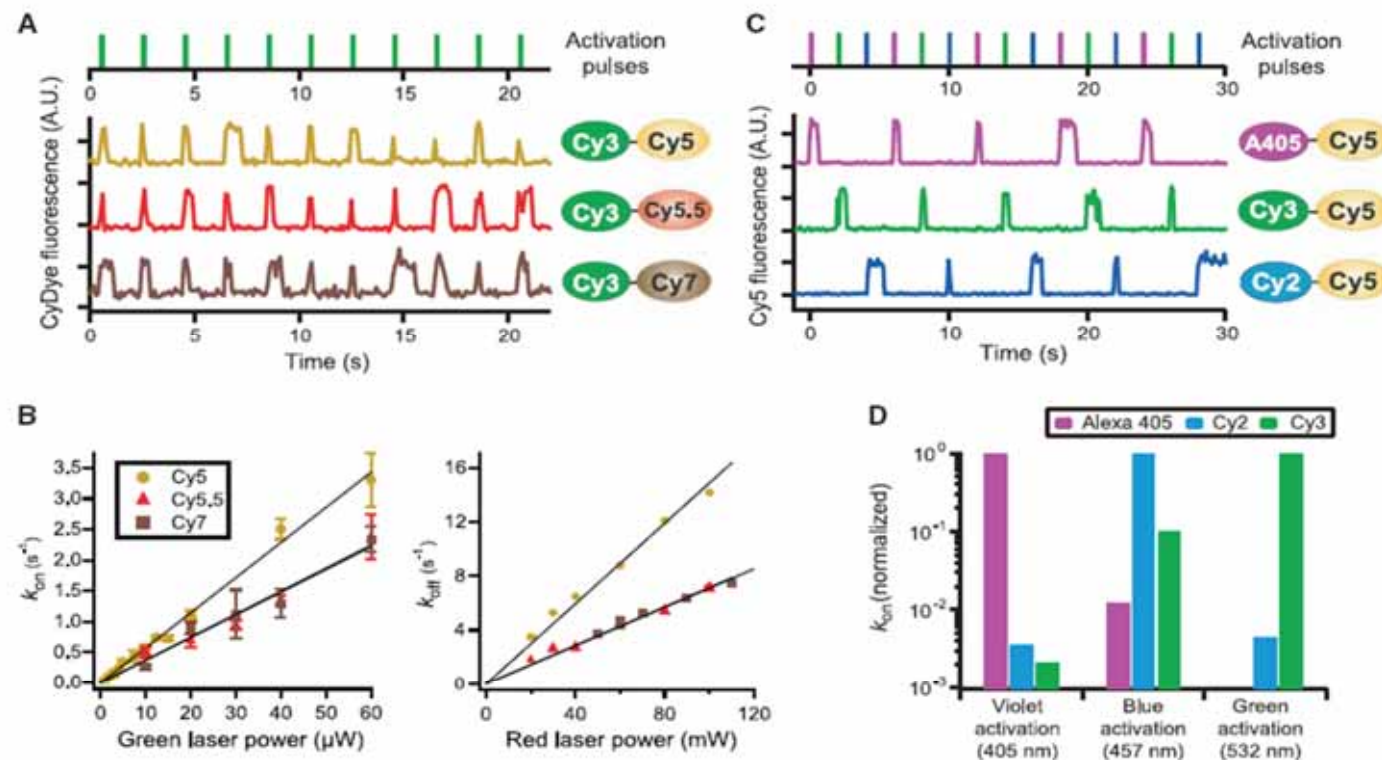 A
Activation
pulses
0 5 10 15 20
CyDye fluorescence (A.U.)
Cy3 Cy5
Cy3 Cy5.5
Cy3 Cy7
0 5 10 15 20
Time (s)
C
Activation
pulses
0 10 20 30
Cy5 fluorescence (A.U.)
A405 Cy5
Cy3 Cy5
Cy2 Cy5
0 10 20 30
Time (s)
B
kon (s-1)
3.5
3.0
2.5
2.0
1.5
1.0
0.5
0.0
Cy5
Cy5.5
Cy7
0 10 20 30 40 50 60
Green laser power (µW)
koff (s-1)
16
12
8
4
0
0 40 80 120
Red laser power (mW)
D
Alexa 405 Cy2 Cy3
kon (normalized)
10^0
10^-1
10^-2
10^-3
Violet Blue Green
activation activation activation
(405 nm) (457 nm) (532 nm)